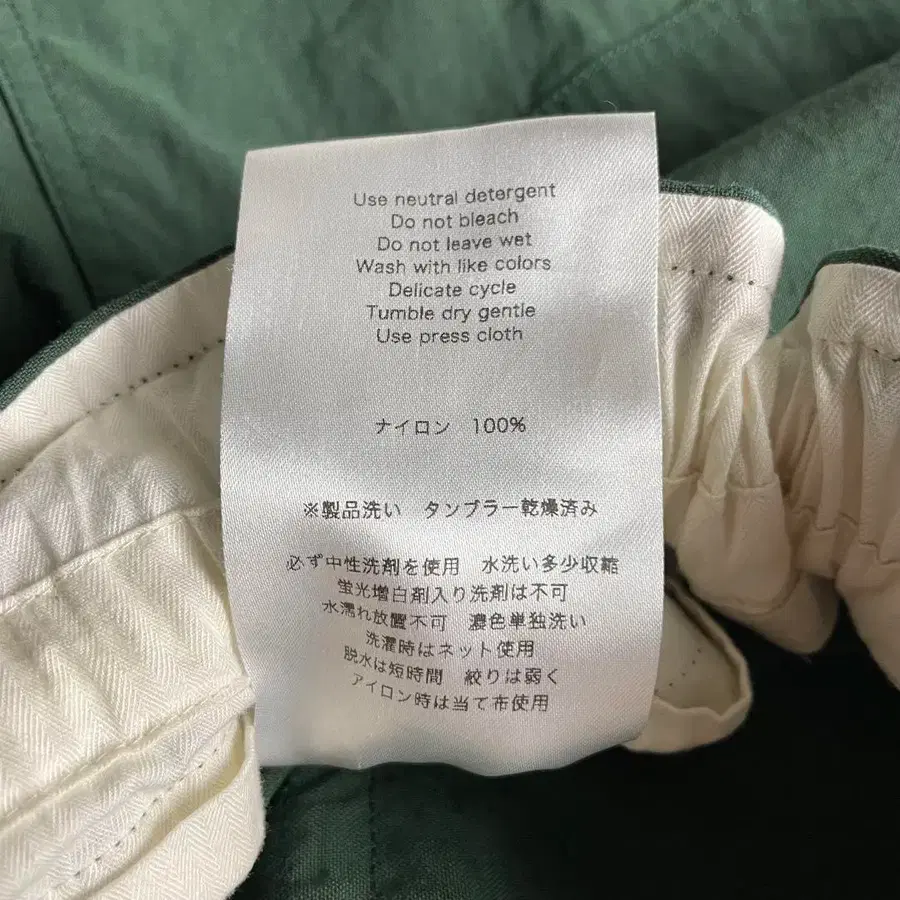 Use neutral detergent
Do not bleach
Do not leave wet
Wash with like colors
Delicate cycle
Tumble dry gentle
Use press cloth
ナイロン 100%
※製品洗い タンブラー乾燥済み
必ず中性洗剤を使用 水洗い多少収縮
蛍光増白剤入り洗剤は不可
水濡れ放置不可 濃色単独洗い
洗濯時はネット使用
脱水は短時間 絞りは弱く
アイロン時は当て布使用